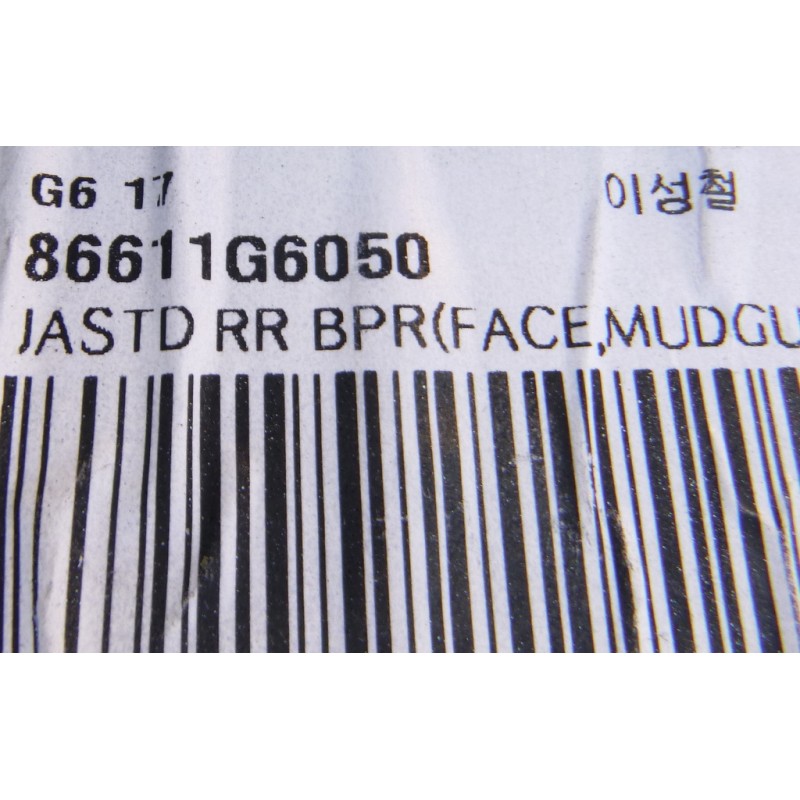 G6 17 이성철
86611G6050
JASTD RR BPR(FACE,MUDGU